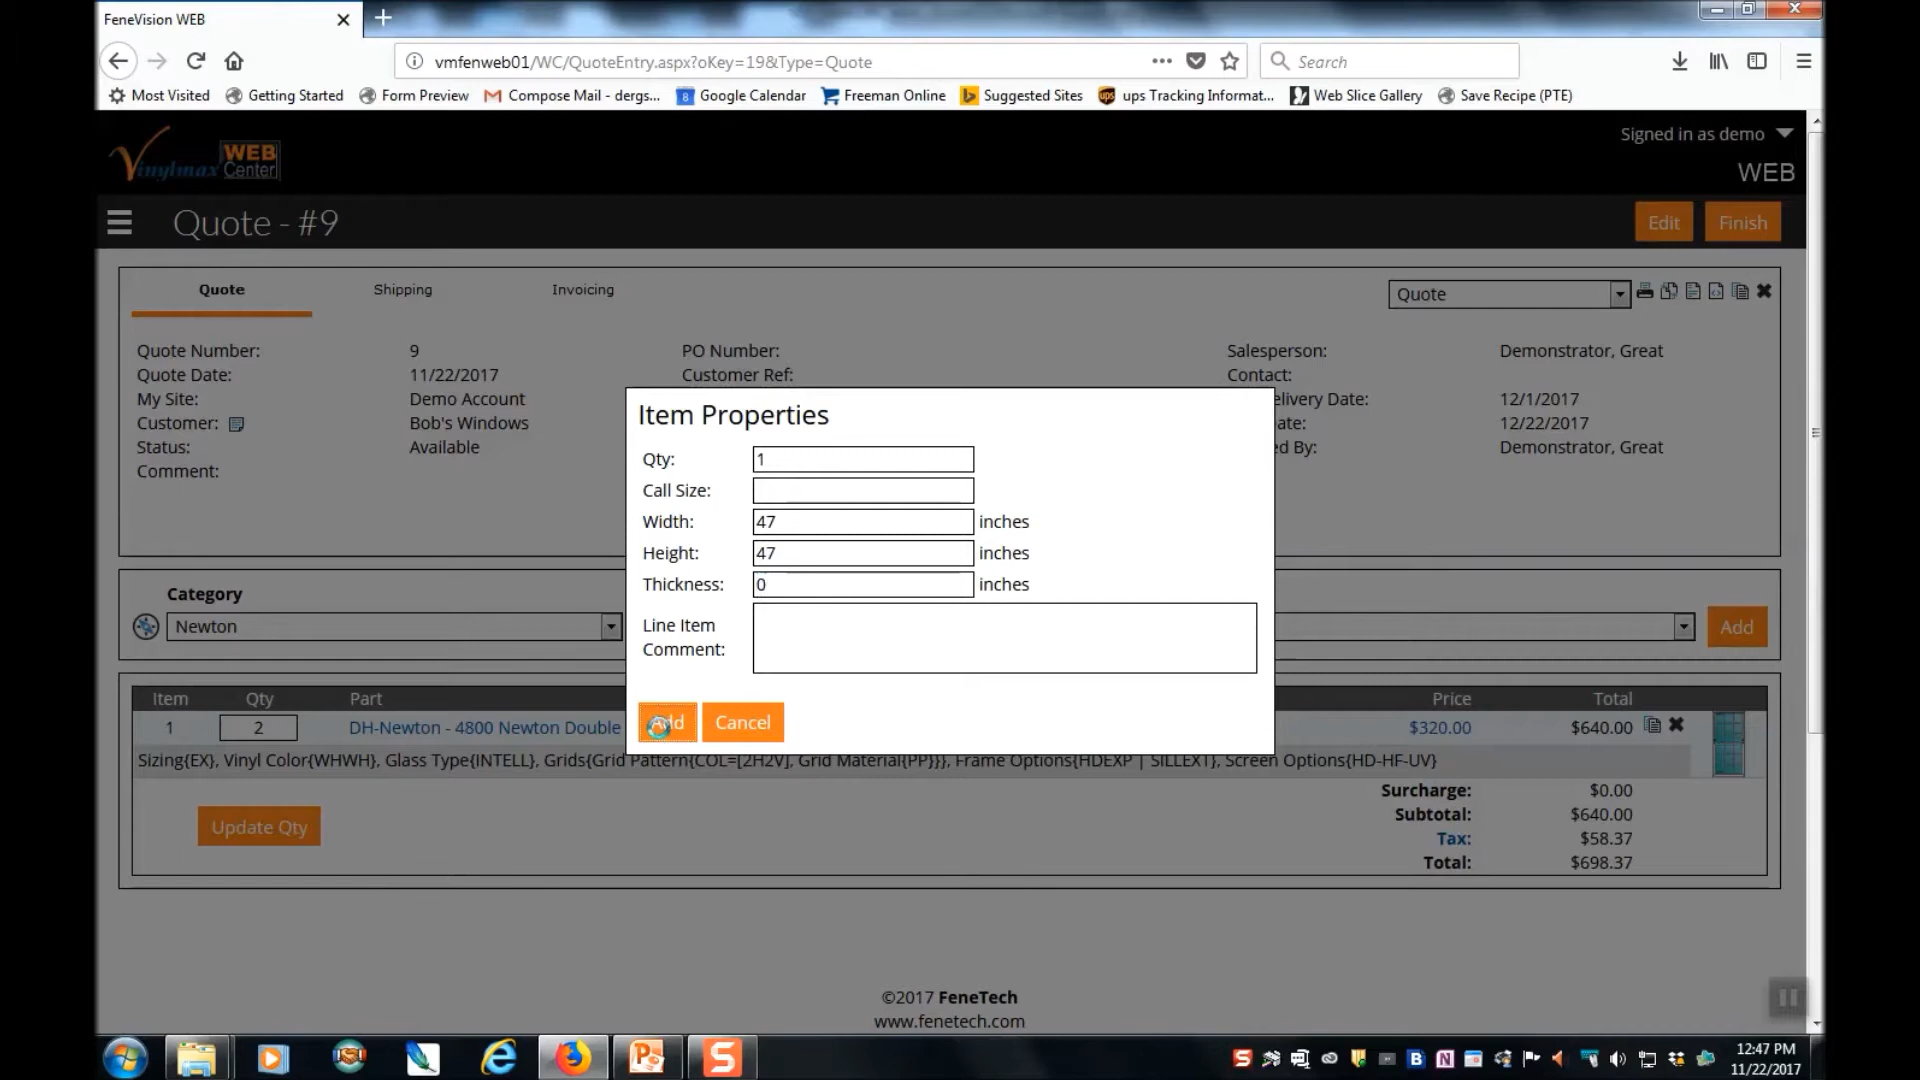 FeneVision WEB
vmfenweb01/WC/QuoteEntry.aspx?oKey=19&Type=Quote
Search
Most Visited Getting Started Form Preview Compose Mail - dergs... 8 Google Calendar Freeman Online Suggested Sites ups Tracking Informat... Web Slice Gallery Save Recipe (PTE)
Vinylmax WEB Center
Signed in as demo
WEB
Quote - #9
Edit Finish
Quote Shipping Invoicing
Quote
Quote Number: 9 PO Number: Salesperson: Demonstrator, Great
Quote Date: 11/22/2017 Customer Ref: Contact:
My Site: Demo Account elivery Date: 12/1/2017
Customer: Bob's Windows ate: 12/22/2017
Status: Available d By: Demonstrator, Great
Comment:
Item Properties
Qty: 1
Call Size:
Width: 47 inches
Height: 47 inches
Thickness: 0 inches
Line Item
Comment:
Add Cancel
Category
Newton
Add
Item Qty Part Price Total
1 2 DH-Newton - 4800 Newton Double $320.00 $640.00
Sizing{EX}, Vinyl Color{WHWH}, Glass Type{INTELL}, Grids{Grid Pattern{COL=[2H2V], Grid Material{PP}}}, Frame Options{HDEXP | SILLEXT}, Screen Options{HD-HF-UV}
Surcharge: $0.00
Subtotal: $640.00
Tax: $58.37
Total: $698.37
Update Qty
©2017 FeneTech
www.fenetech.com
12:47 PM
11/22/2017